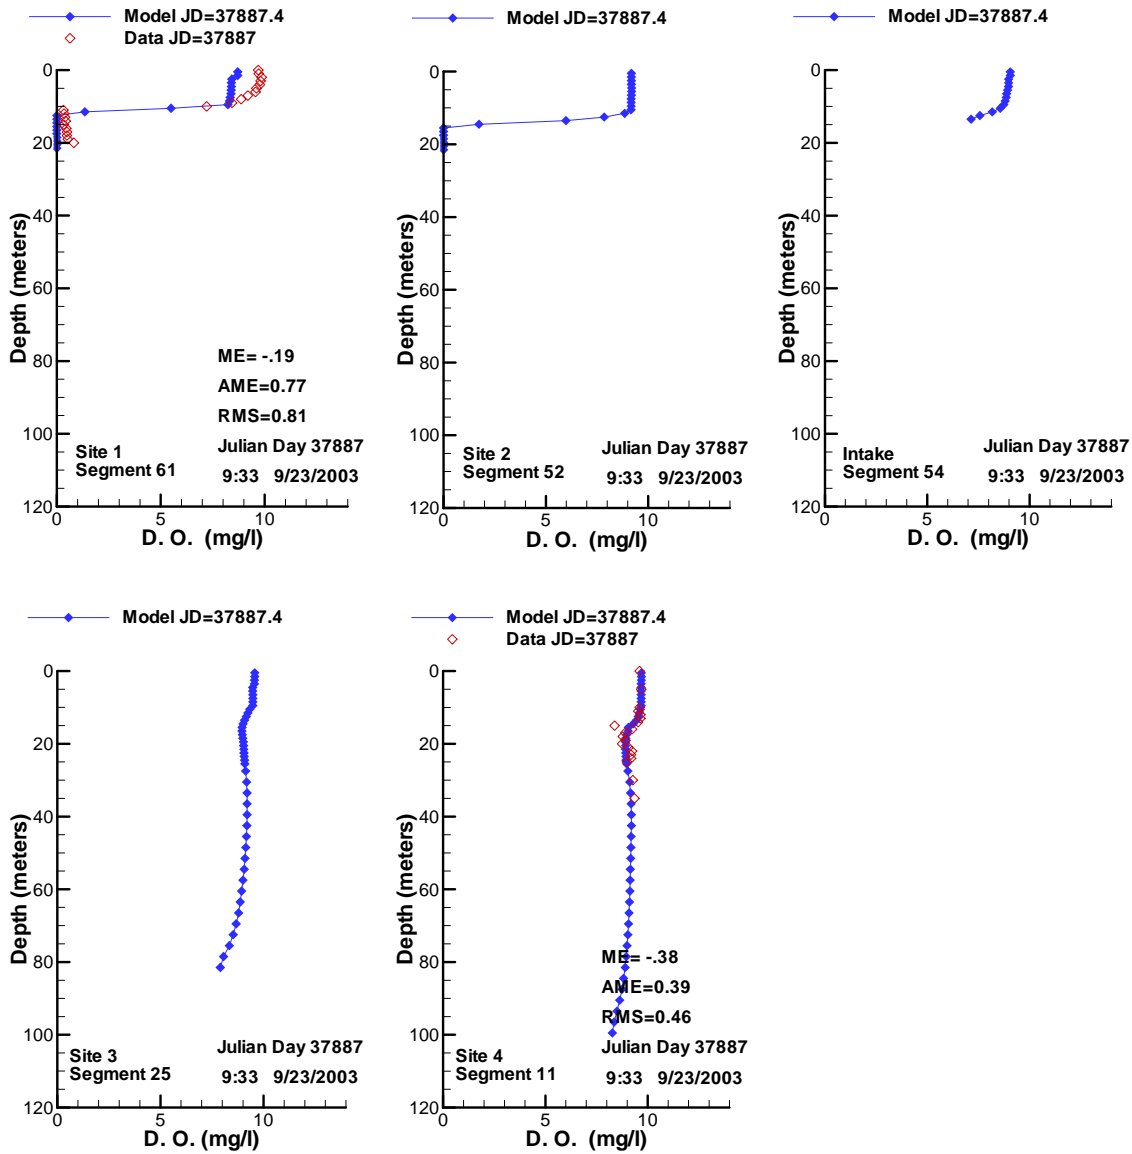 Model JD=37887.4
Data JD=37887
0
20
40
60
80
100
120
Depth (meters)
ME= -.19
AME=0.77
RMS=0.81
Site 1
Segment 61
Julian Day 37887
9:33 9/23/2003
0 5 10
D. O. (mg/l)
Model JD=37887.4
0
20
40
60
80
100
120
Depth (meters)
Site 2
Segment 52
Julian Day 37887
9:33 9/23/2003
0 5 10
D. O. (mg/l)
Model JD=37887.4
0
20
40
60
80
100
120
Depth (meters)
Intake
Segment 54
Julian Day 37887
9:33 9/23/2003
0 5 10
D. O. (mg/l)
Model JD=37887.4
0
20
40
60
80
100
120
Depth (meters)
Site 3
Segment 25
Julian Day 37887
9:33 9/23/2003
0 5 10
D. O. (mg/l)
Model JD=37887.4
Data JD=37887
0
20
40
60
80
100
120
Depth (meters)
ME= -.38
AME=0.39
RMS=0.46
Site 4
Segment 11
Julian Day 37887
9:33 9/23/2003
0 5 10
D. O. (mg/l)